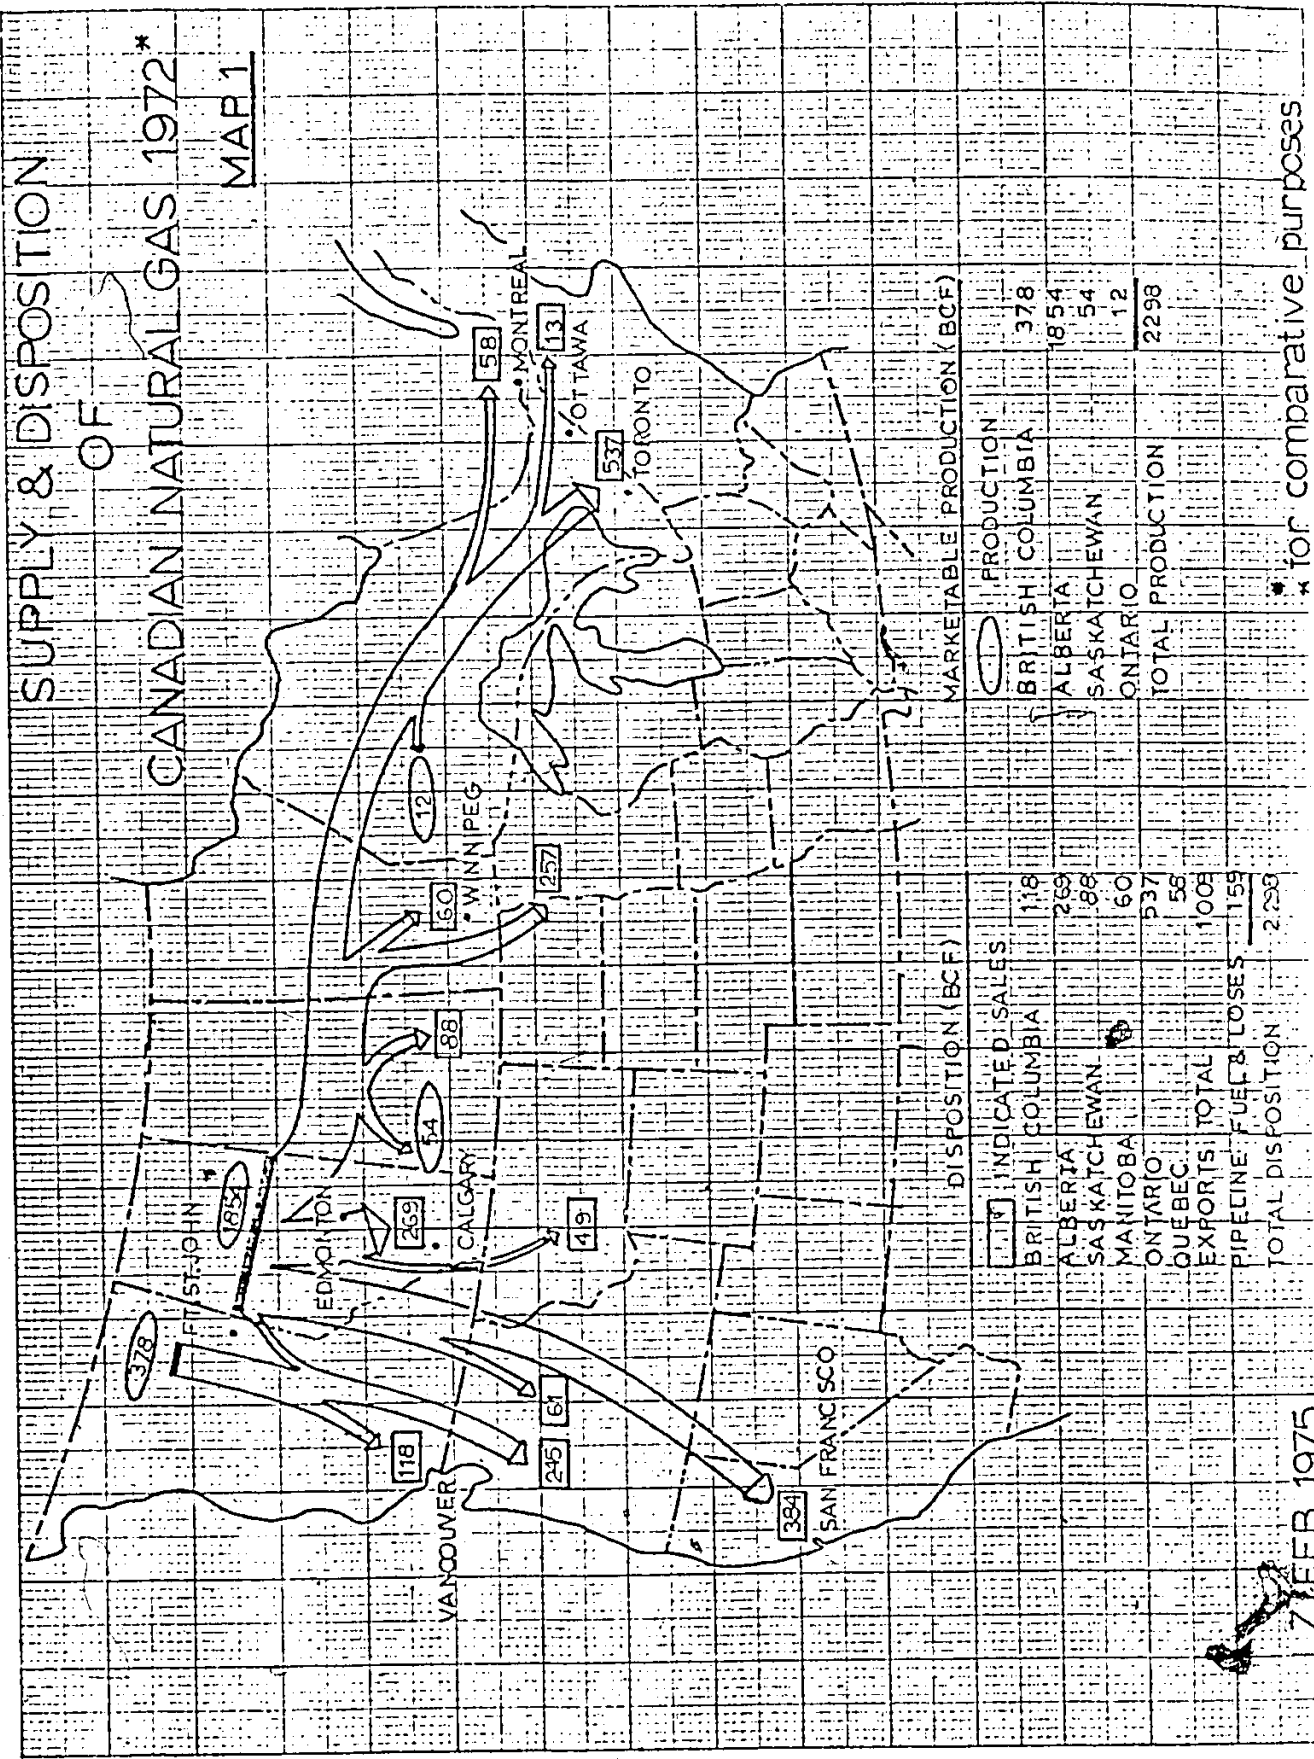 SUPPLY & DISPOSITION
OF
CANADIAN NATURAL GAS 1972*
MAP 1
378
FT ST. JOHN
1854
EDMONTON
269
CALGARY
54
88
60
WINNIPEG
12
257
58
MONTREAL
13
OTTAWA
537
TORONTO
118
VANCOUVER
245
61
49
384
SAN FRANCISCO
DISPOSITION (BCF)
INDICATED SALES
BRITISH COLUMBIA 118
ALBERTA 269
SASKATCHEWAN 88
MANITOBA 60
ONTARIO 537
QUEBEC 58
EXPORTS TOTAL 1009
PIPELINE FUEL & LOSES 159
TOTAL DISPOSITION 2298
MARKETABLE PRODUCTION (BCF)
PRODUCTION
BRITISH COLUMBIA 378
ALBERTA 1854
SASKATCHEWAN 54
ONTARIO 12
TOTAL PRODUCTION 2298
* for comparative purposes
7 FEB 1975